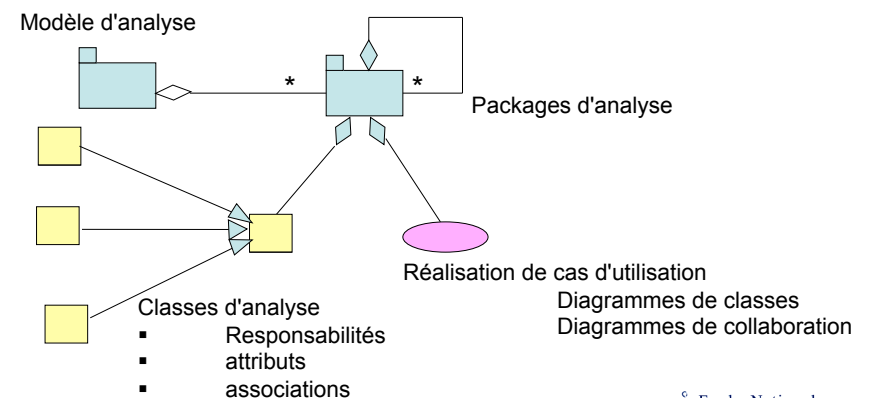 Modèle d'analyse
* *
Packages d'analyse
Réalisation de cas d'utilisation
Diagrammes de classes
Diagrammes de collaboration
Classes d'analyse
▪ Responsabilités
▪ attributs
▪ associations